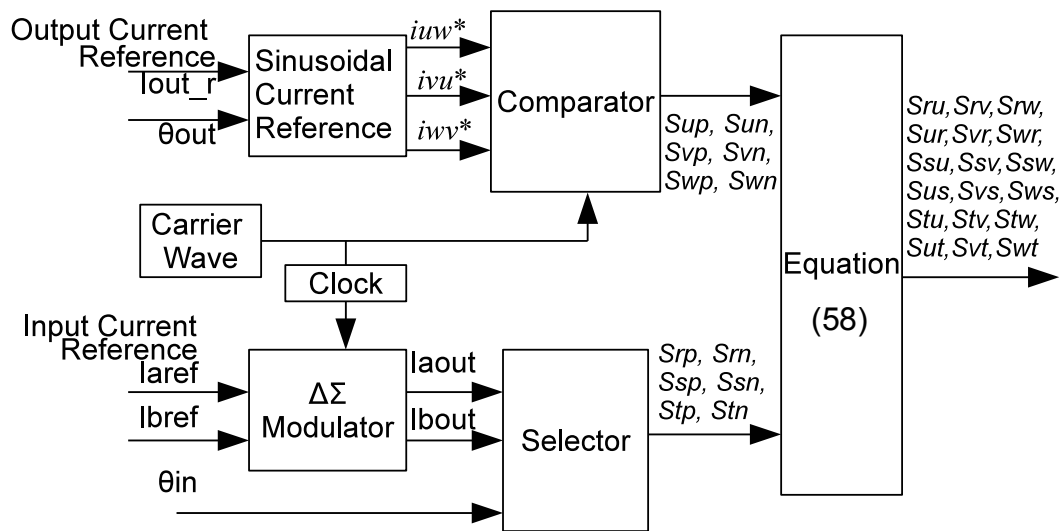 Output Current
Reference
Iout_r
θout
Sinusoidal
Current
Reference
iuw*
ivu*
iwv*
Comparator
Sup, Sun,
Svp, Svn,
Swp, Swn
Carrier
Wave
Clock
Input Current
Reference
Iaref
Ibref
θin
ΔΣ
Modulator
Iaout
Ibout
Selector
Srp, Srn,
Ssp, Ssn,
Stp, Stn
Equation
(58)
Sru, Srv, Srw,
Sur, Svr, Swr,
Ssu, Ssv, Ssw,
Sus, Svs, Sws,
Stu, Stv, Stw,
Sut, Svt, Swt